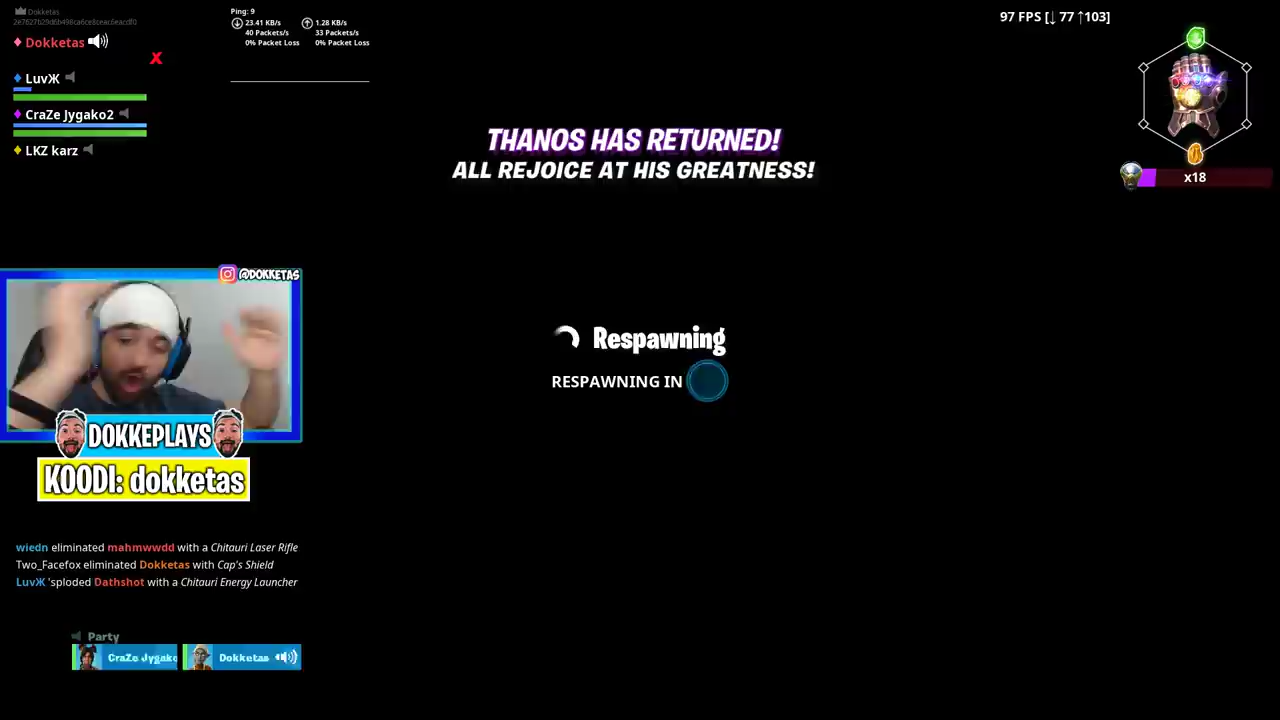 Dokketas
Dokketas
LuvЖ
CraZe Jygako2
LKZ karz
Ping: 9
23.41 KB/s
40 Packets/s
0% Packet Loss
1.28 KB/s
33 Packets/s
0% Packet Loss
97 FPS [↓ 77 ↑103]
x18
THANOS HAS RETURNED!
ALL REJOICE AT HIS GREATNESS!
Respawning
RESPAWNING IN
@DOKKETAS
DOKKEPLAYS
KOODI: dokketas
wiedn eliminated mahmwwdd with a Chitauri Laser Rifle
Two_Facefox eliminated Dokketas with Cap's Shield
LuvЖ 'sploded Dathshot with a Chitauri Energy Launcher
Party
CraZe Jygako
Dokketas